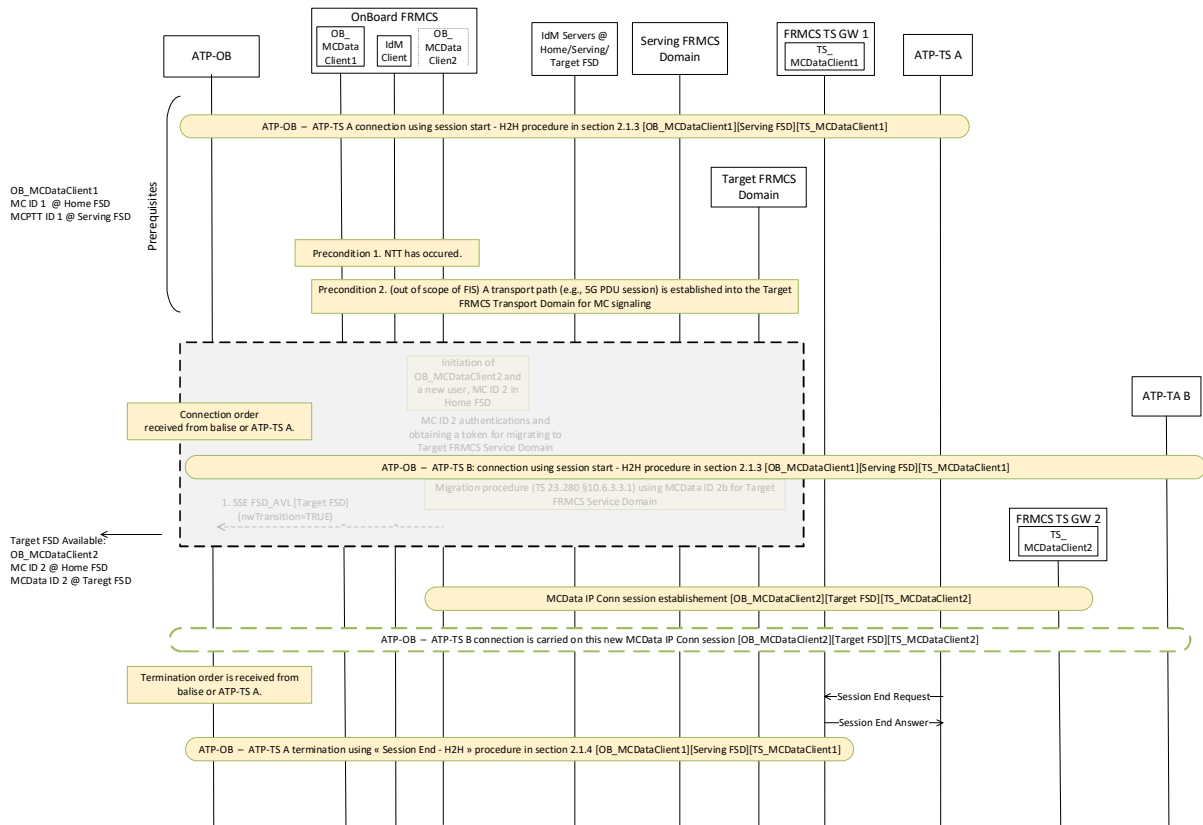 OnBoard FRMCS
OB_
MCData
Client1
IdM
Client
OB_
MCData
Clien2
ATP-OB
IdM Servers @
Home/Serving/
Target FSD
Serving FRMCS
Domain
FRMCS TS GW 1
TS_
MCDataClient1
ATP-TS A
ATP-OB – ATP-TS A connection using session start - H2H procedure in section 2.1.3 [OB_MCDataClient1][Serving FSD][TS_MCDataClient1]
Target FRMCS
Domain
OB_MCDataClient1
MC ID 1 @ Home FSD
MCPTT ID 1 @ Serving FSD
Prerequisites
Precondition 1. NTT has occured.
Precondition 2. (out of scope of FIS) A transport path (e.g., 5G PDU session) is established into the Target
FRMCS Transport Domain for MC signaling
Initiation of
OB_MCDataClient2 and
a new user, MC ID 2 in
Home FSD
ATP-TA B
Connection order
received from balise or ATP-TS A.
MC ID 2 authentications and
obtaining a token for migrating to
Target FRMCS Service Domain
ATP-OB – ATP-TS B: connection using session start - H2H procedure in section 2.1.3 [OB_MCDataClient1][Serving FSD][TS_MCDataClient1]
Migration procedure (TS 23.280 §10.6.3.3.1) using MCData ID 2b for Target
FRMCS Service Domain
1. SSE FSD_AVL [Target FSD]
(nwTransition=TRUE)
FRMCS TS GW 2
TS_
MCDataClient2
Target FSD Available:
OB_MCDataClient2
MC ID 2 @ Home FSD
MCData ID 2 @ Taregt FSD
MCData IP Conn session establishement [OB_MCDataClient2][Target FSD][TS_MCDataClient2]
ATP-OB – ATP-TS B connection is carried on this new MCData IP Conn session [OB_MCDataClient2][Target FSD][TS_MCDataClient2]
Termination order is received from
balise or ATP-TS A.
Session End Request
Session End Answer
ATP-OB – ATP-TS A termination using « Session End - H2H » procedure in section 2.1.4 [OB_MCDataClient1][Serving FSD][TS_MCDataClient1]